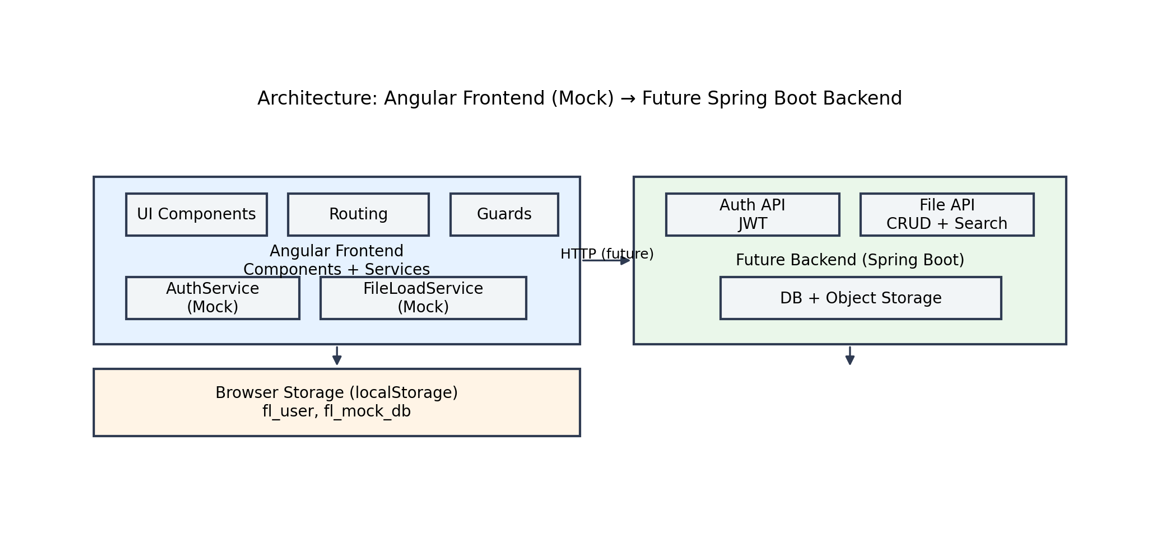 Architecture: Angular Frontend (Mock) → Future Spring Boot Backend
UI Components
Routing
Guards
Angular Frontend
Components + Services
AuthService
(Mock)
FileLoadService
(Mock)
HTTP (future)
Auth API
JWT
File API
CRUD + Search
Future Backend (Spring Boot)
DB + Object Storage
Browser Storage (localStorage)
fl_user, fl_mock_db